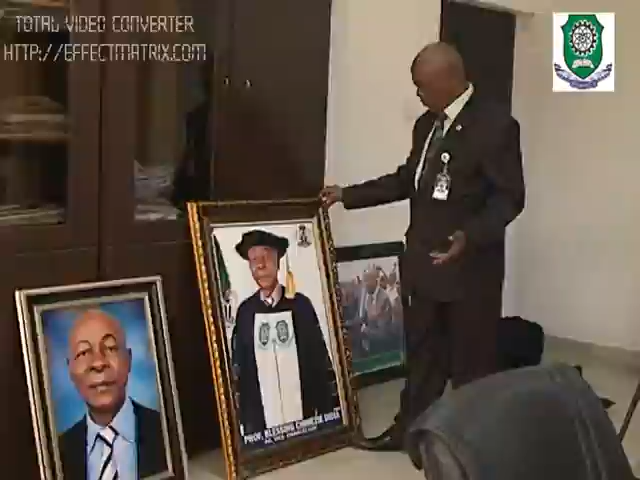 TOTAL VIDEO CONVERTER
HTTP://EFFECTMATRIX.COM
PROF. BLESSING CHIMEZIE DIDIA